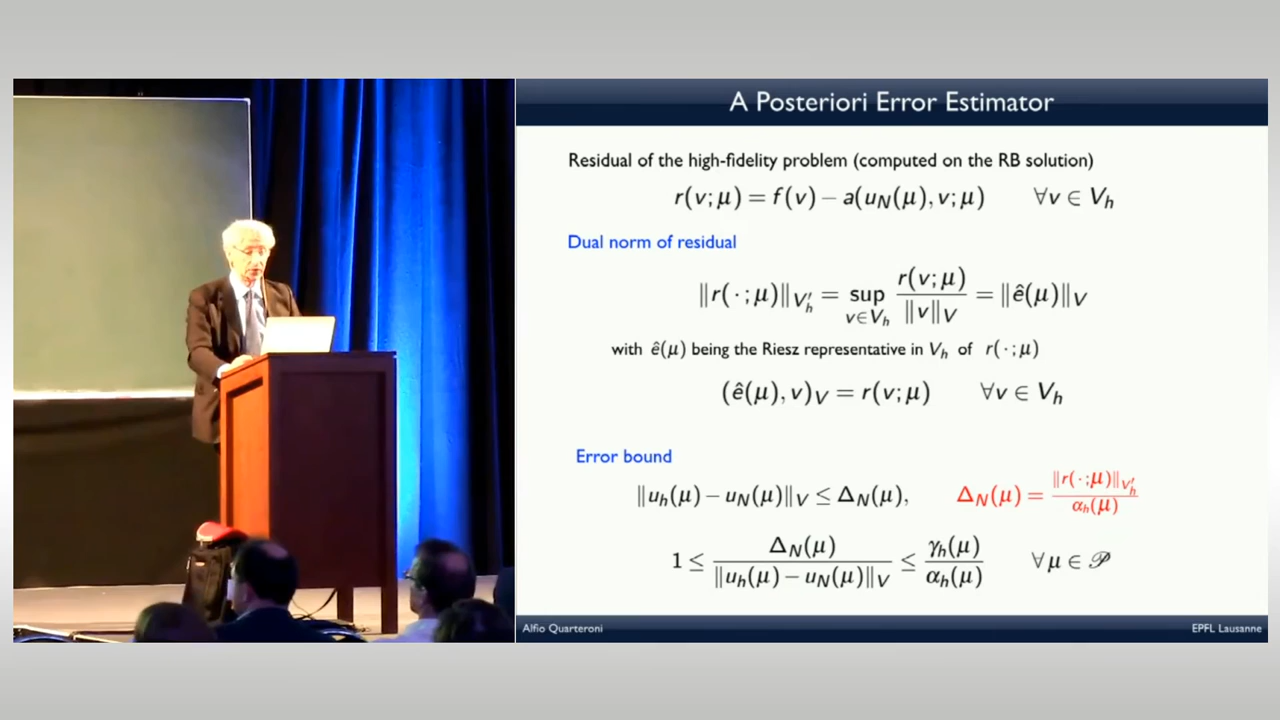 A Posteriori Error Estimator
Residual of the high-fidelity problem (computed on the RB solution)
r(v;μ) = f(v) − a(u_N(μ),v;μ) ∀v ∈ V_h
Dual norm of residual
‖r(·;μ)‖_{V'_h} = sup_{v∈V_h} r(v;μ)/‖v‖_V = ‖ê(μ)‖_V
with ê(μ) being the Riesz representative in V_h of r(·;μ)
(ê(μ),v)_V = r(v;μ) ∀v ∈ V_h
Error bound
‖u_h(μ) − u_N(μ)‖_V ≤ Δ_N(μ), Δ_N(μ) = ‖r(·;μ)‖_{V'_h}/α_h(μ)
1 ≤ Δ_N(μ)/‖u_h(μ) − u_N(μ)‖_V ≤ γ_h(μ)/α_h(μ) ∀μ ∈ 𝒫
Alfio Quarteroni EPFL Lausanne